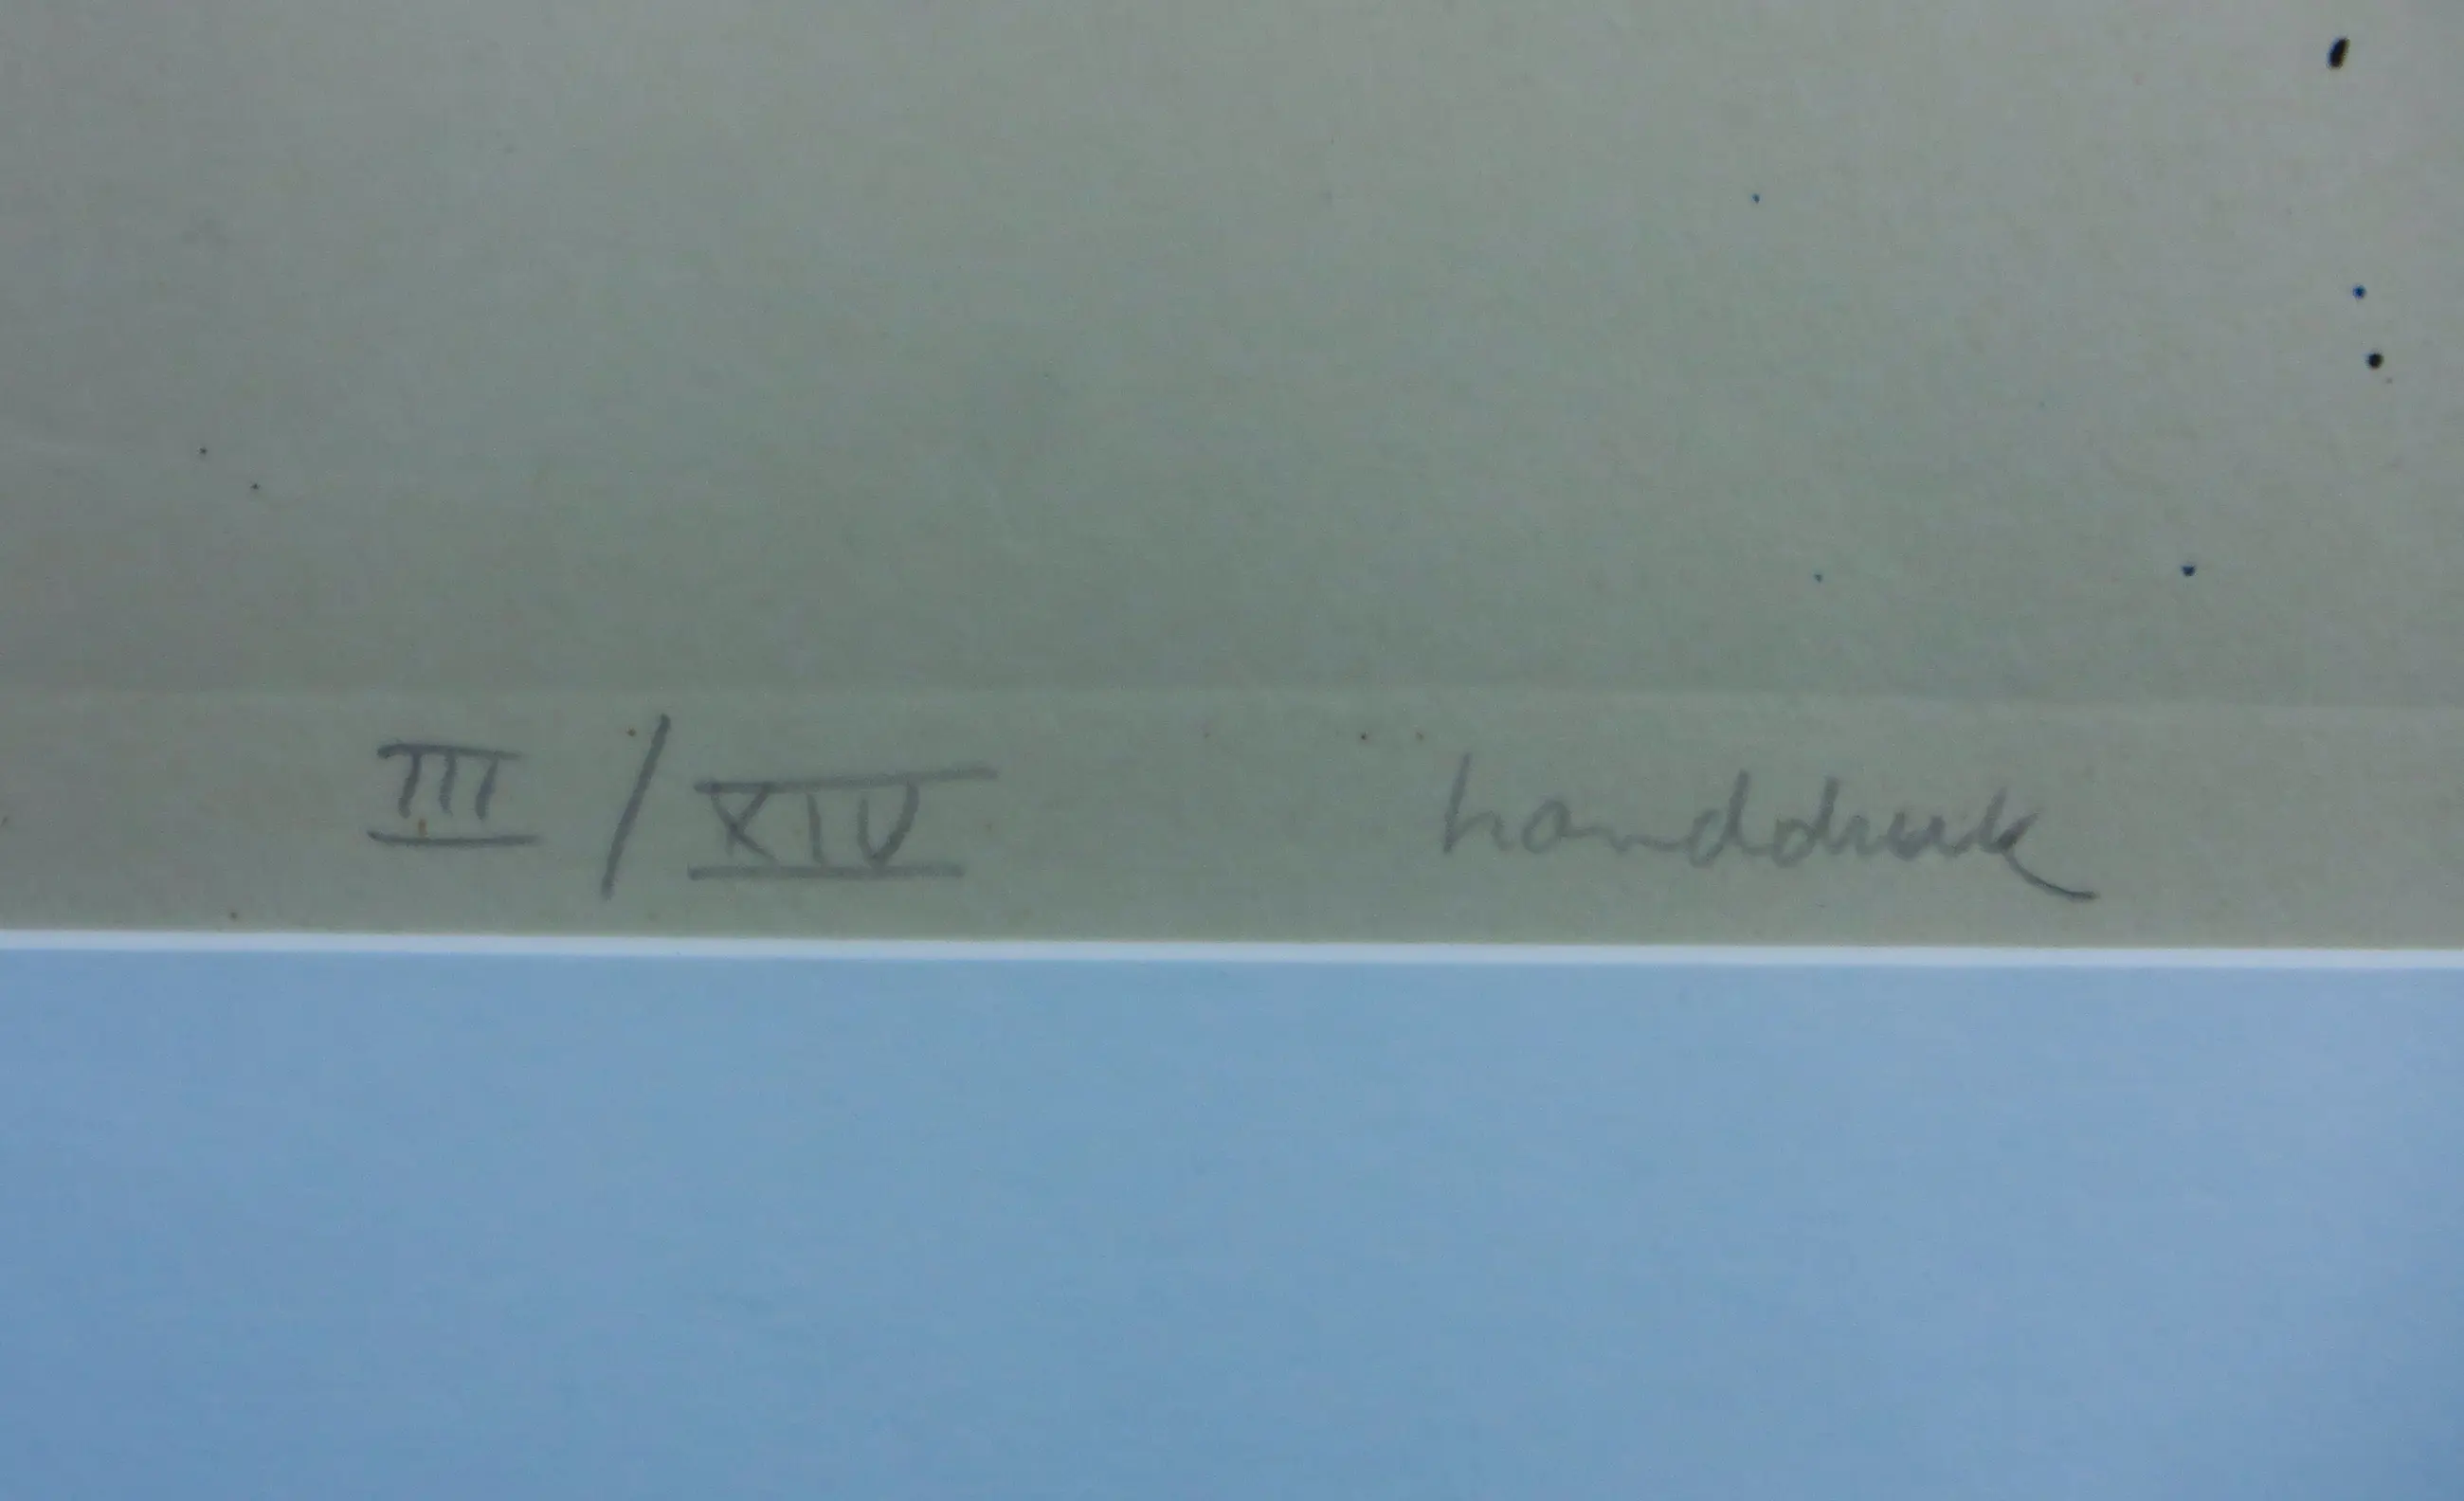 III / XIV handdruk